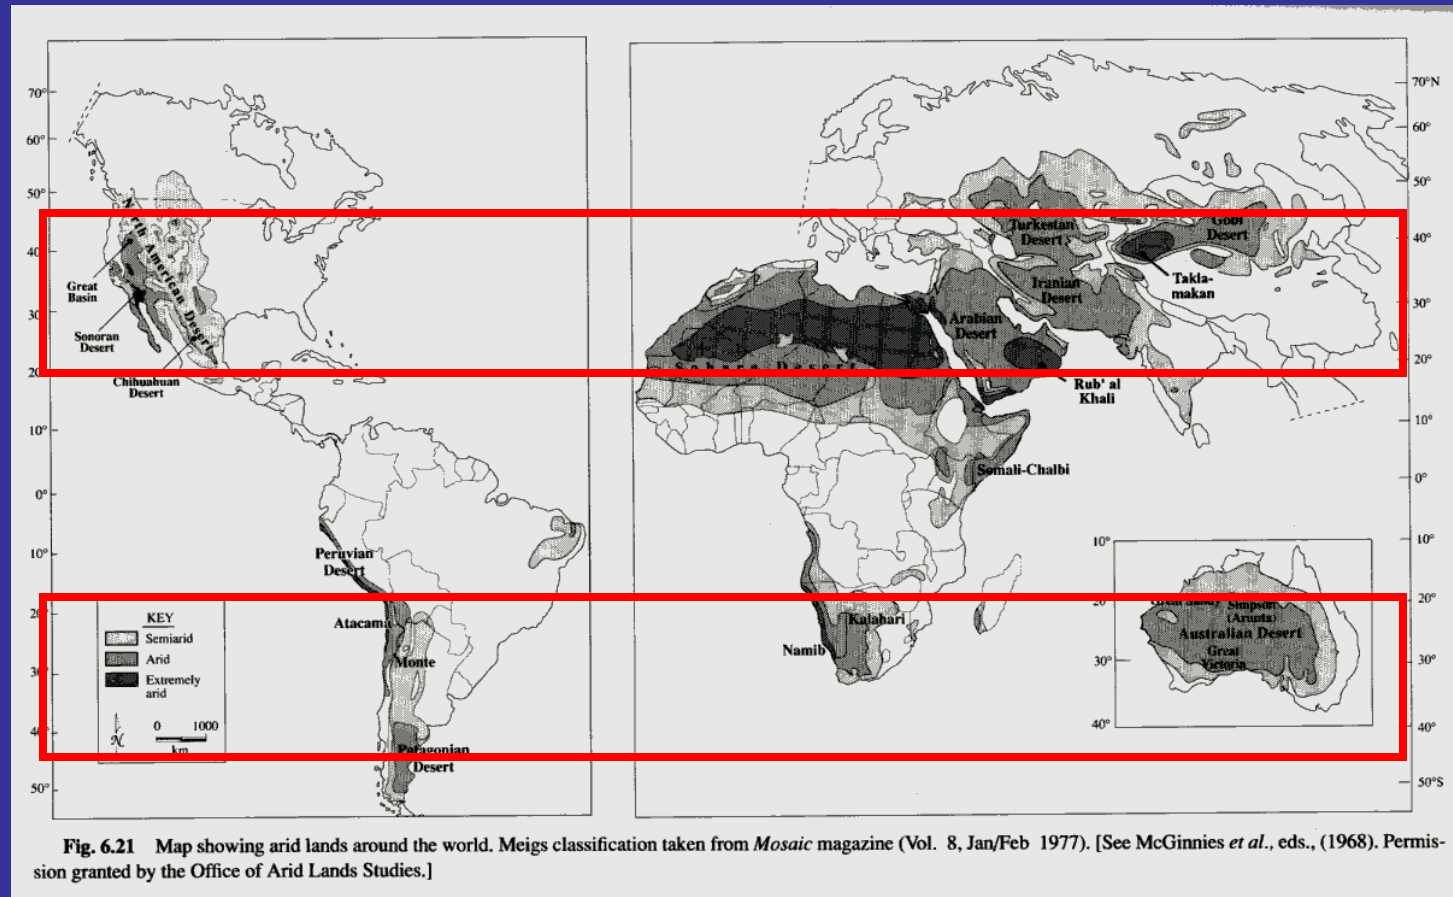 70°
60°
50°
40
30
20
10°
0°
10°
20°
30°
40°
50°
North American Desert
Great
Basin
Sonoran
Desert
Chihuahuan
Desert
Peruvian
Desert
Atacama
Monte
Patagonian
Desert
KEY
Semiarid
Arid
Extremely
arid
N
0 1000
km
70°N
60°
50°
40°
30°
20°
10°
0°
10°
20°
30°
40°
50°S
Turkestan
Desert
Gobi
Desert
Takla-
makan
Iranian
Desert
Arabian
Desert
Sahara Desert
Rub' al
Khali
Somali-Chalbi
Kalahari
Namib
10°
20
30°
40°
Great Sandy
Simpson
(Arunta)
Australian Desert
Great
Victoria
Fig. 6.21 Map showing arid lands around the world. Meigs classification taken from Mosaic magazine (Vol. 8, Jan/Feb 1977). [See McGinnies et al., eds., (1968). Permis-
sion granted by the Office of Arid Lands Studies.]